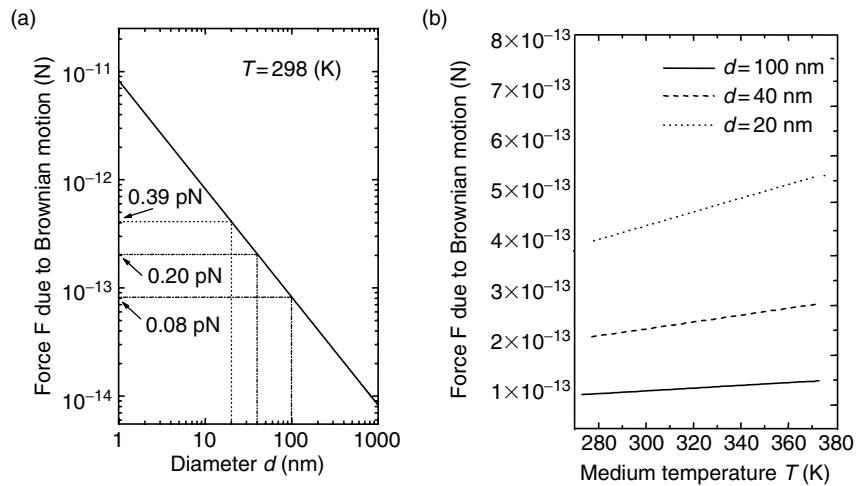 (a)
Force F due to Brownian motion (N)
T=298 (K)
10⁻¹¹
10⁻¹²
10⁻¹³
10⁻¹⁴
0.39 pN
0.20 pN
0.08 pN
1 10 100 1000
Diameter d (nm)
(b)
Force F due to Brownian motion (N)
8×10⁻¹³
7×10⁻¹³
6×10⁻¹³
5×10⁻¹³
4×10⁻¹³
3×10⁻¹³
2×10⁻¹³
1×10⁻¹³
d=100 nm
d=40 nm
d=20 nm
280 300 320 340 360 380
Medium temperature T (K)